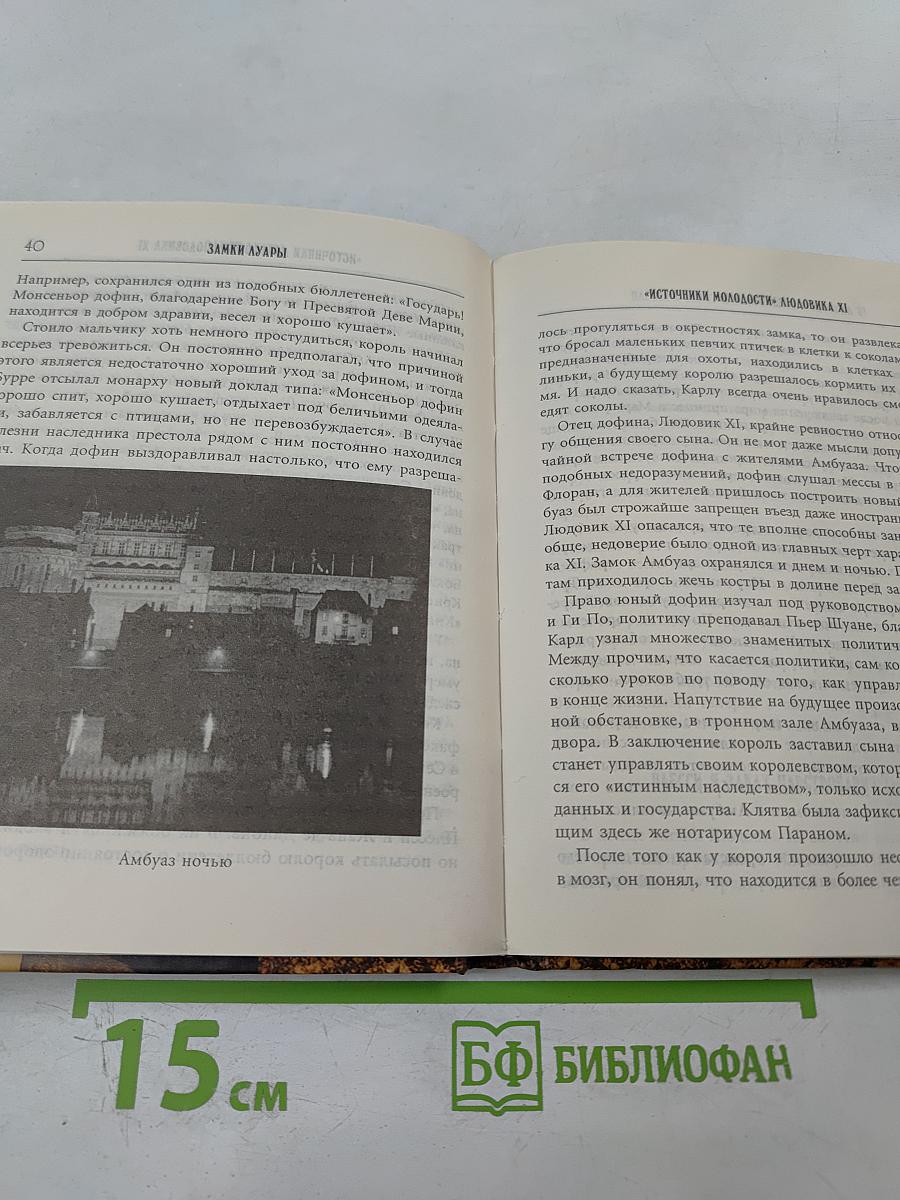 40
ЗАМКИ ЛУАРЫ
Например, сохранился один из подобных бюллетеней: «Государь!
Монсеньор дофин, благодарение Богу и Пресвятой Деве Марии,
находится в добром здравии, весел и хорошо кушает».
Стоило мальчику хоть немного простудиться, король начинал
всерьез тревожиться. Он постоянно предполагал, что причиной
этого является недостаточно хороший уход за дофином, и тогда
Бурре отсылал монарху новый доклад типа: «Монсеньор дофин
орошо спит, хорошо кушает, отдыхает под беличьими одеяла-
и, забавляется с птицами, но не перевозбуждается». В случае
лезни наследника престола рядом с ним постоянно находился
ач. Когда дофин выздоравливал настолько, что ему разреша-
Амбуаз ночью
«ИСТОЧНИКИ МОЛОДОСТИ» ЛЮДОВИКА XI
лось прогуляться в окрестностях замка, то он развлека
что бросал маленьких певчих птичек в клетки к соколам
предназначенные для охоты, находились в клетках
линьки, а будущему королю разрешалось кормить их
мя. И надо сказать, Карлу всегда очень нравилось смо
едят соколы.
Отец дофина, Людовик XI, крайне ревностно относ
гу общения своего сына. Он не мог даже мысли допу
чайной встрече дофина с жителями Амбуаза. Что
подобных недоразумений, дофин слушал мессы в
Флоран, а для жителей пришлось построить новый
буаз был строжайше запрещен въезд даже иностран
Людовик XI опасался, что те вполне способны зан
обще, недоверие было одной из главных черт хара
ка XI. Замок Амбуаз охранялся и днем и ночью. П
там приходилось жечь костры в долине перед за
Право юный дофин изучал под руководством
и Ги По, политику преподавал Пьер Шуане, бла
Карл узнал множество знаменитых политич
Между прочим, что касается политики, сам ко
сколько уроков по поводу того, как управл
в конце жизни. Напутствие на будущее произо
ной обстановке, в тронном зале Амбуаза, в
двора. В заключение король заставил сына
станет управлять своим королевством, котор
ся его «истинным наследством», только исхо
данных и государства. Клятва была зафикси
щим здесь же нотариусом Параном.
После того как у короля произошло нес
в мозг, он понял, что находится в более че
15 см
БФ БИБЛИОФАН